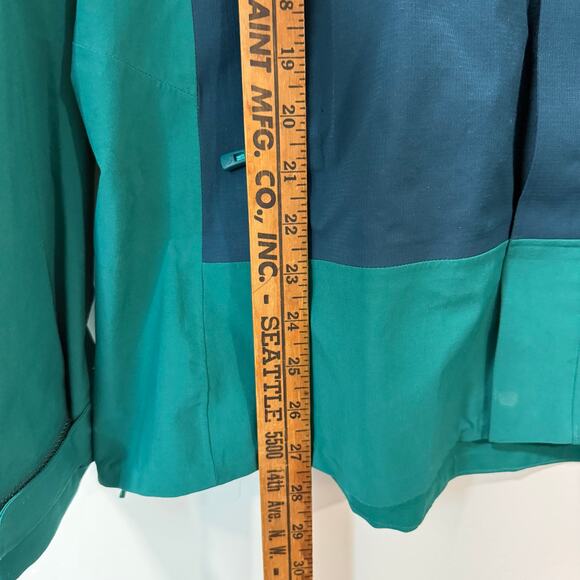 AINT MFG. CO., INC. - SEATTLE 5500 14th Ave. N. W. -
8 19 20 21 22 23 24 25 26 27 28 29 30